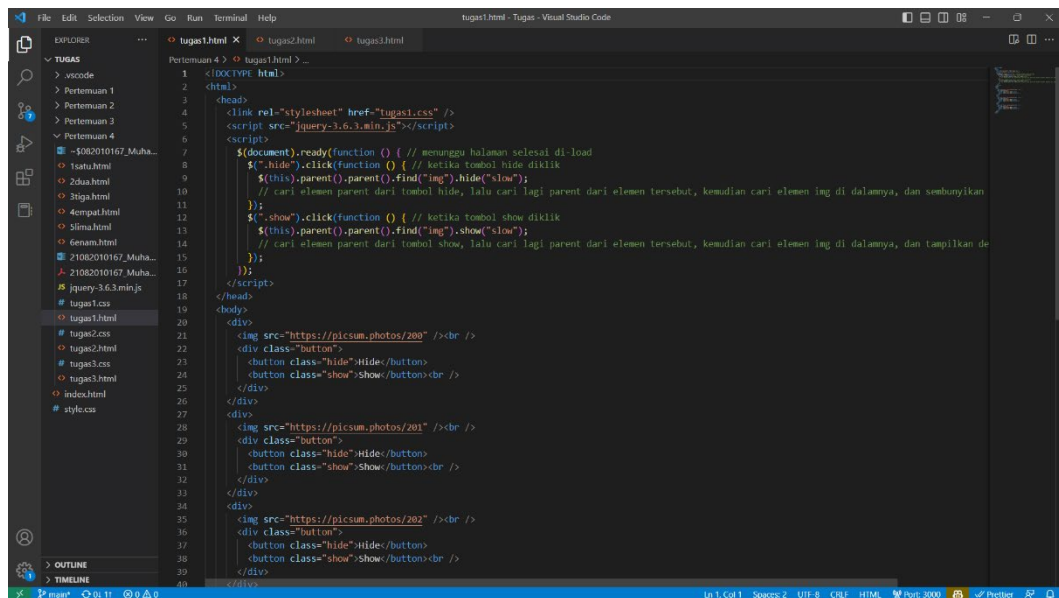 File Edit Selection View Go Run Terminal Help
tugas1.html - Tugas - Visual Studio Code
EXPLORER
tugas1.html
tugas2.html
tugas3.html
TUGAS
.vscode
Pertemuan 1
Pertemuan 2
Pertemuan 3
Pertemuan 4
~$082010167_Muha...
1satu.html
2dua.html
3tiga.html
4empat.html
5lima.html
6enam.html
21082010167_Muha...
21082010167_Muha...
JS jquery-3.6.3.min.js
# tugas1.css
tugas1.html
# tugas2.css
tugas2.html
# tugas3.css
tugas3.html
index.html
# style.css
OUTLINE
TIMELINE
Pertemuan 4 > tugas1.html > ...
1 <!DOCTYPE html>
2 <html>
3 <head>
4 <link rel="stylesheet" href="tugas1.css" />
5 <script src="jquery-3.6.3.min.js"></script>
6 <script>
7 $(document).ready(function () { // menunggu halaman selesai di-load
8 $(".hide").click(function () { // ketika tombol hide diklik
9 $(this).parent().parent().find("img").hide("slow");
10 // cari elemen parent dari tombol hide, lalu cari lagi parent dari elemen tersebut, kemudian cari elemen img di dalamnya, dan sembunyikan
11 });
12 $(".show").click(function () { // ketika tombol show diklik
13 $(this).parent().parent().find("img").show("slow");
14 // cari elemen parent dari tombol show, lalu cari lagi parent dari elemen tersebut, kemudian cari elemen img di dalamnya, dan tampilkan de
15 });
16 });
17 </script>
18 </head>
19 <body>
20 <div>
21 <img src="https://picsum.photos/200" /><br />
22 <div class="button">
23 <button class="hide">Hide</button>
24 <button class="show">Show</button><br />
25 </div>
26 </div>
27 <div>
28 <img src="https://picsum.photos/201" /><br />
29 <div class="button">
30 <button class="hide">Hide</button>
31 <button class="show">Show</button><br />
32 </div>
33 </div>
34 <div>
35 <img src="https://picsum.photos/202" /><br />
36 <div class="button">
37 <button class="hide">Hide</button>
38 <button class="show">Show</button><br />
39 </div>
40 </div>
main* 0↓ 1↑ 0 0 Ln 1, Col 1 Spaces: 2 UTF-8 CRLF HTML Port: 3000 Prettier